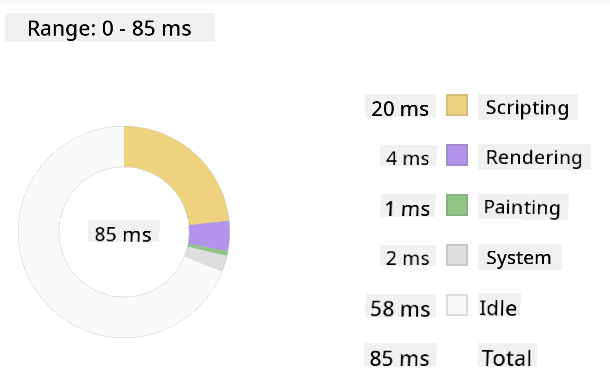 Range: 0 - 85 ms
20 ms Scripting
4 ms Rendering
1 ms Painting
85 ms
2 ms System
58 ms Idle
85 ms Total